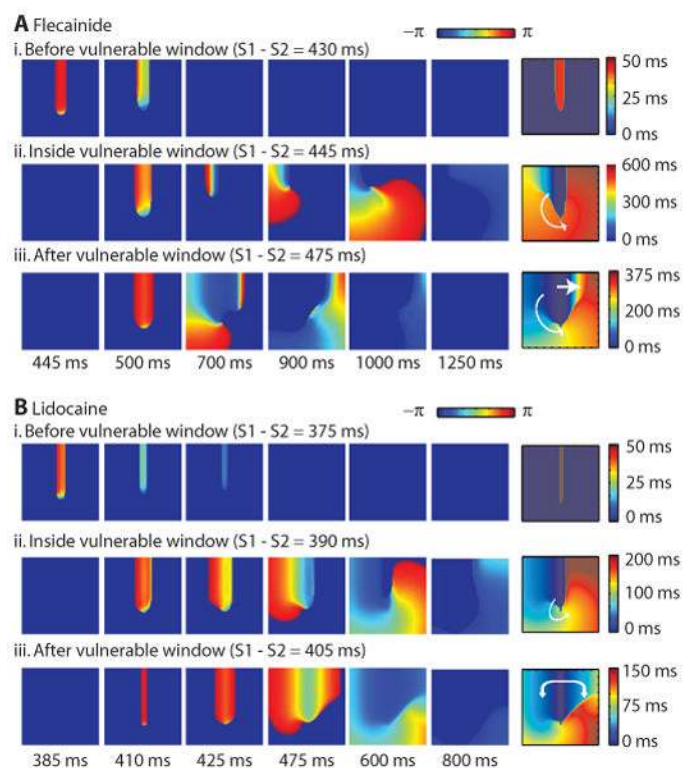 A Flecainide
−π π
i. Before vulnerable window (S1 - S2 = 430 ms)
50 ms
25 ms
0 ms
ii. Inside vulnerable window (S1 - S2 = 445 ms)
600 ms
300 ms
0 ms
iii. After vulnerable window (S1 - S2 = 475 ms)
375 ms
200 ms
0 ms
445 ms 500 ms 700 ms 900 ms 1000 ms 1250 ms
B Lidocaine
−π π
i. Before vulnerable window (S1 - S2 = 375 ms)
50 ms
25 ms
0 ms
ii. Inside vulnerable window (S1 - S2 = 390 ms)
200 ms
100 ms
0 ms
iii. After vulnerable window (S1 - S2 = 405 ms)
150 ms
75 ms
0 ms
385 ms 410 ms 425 ms 475 ms 600 ms 800 ms